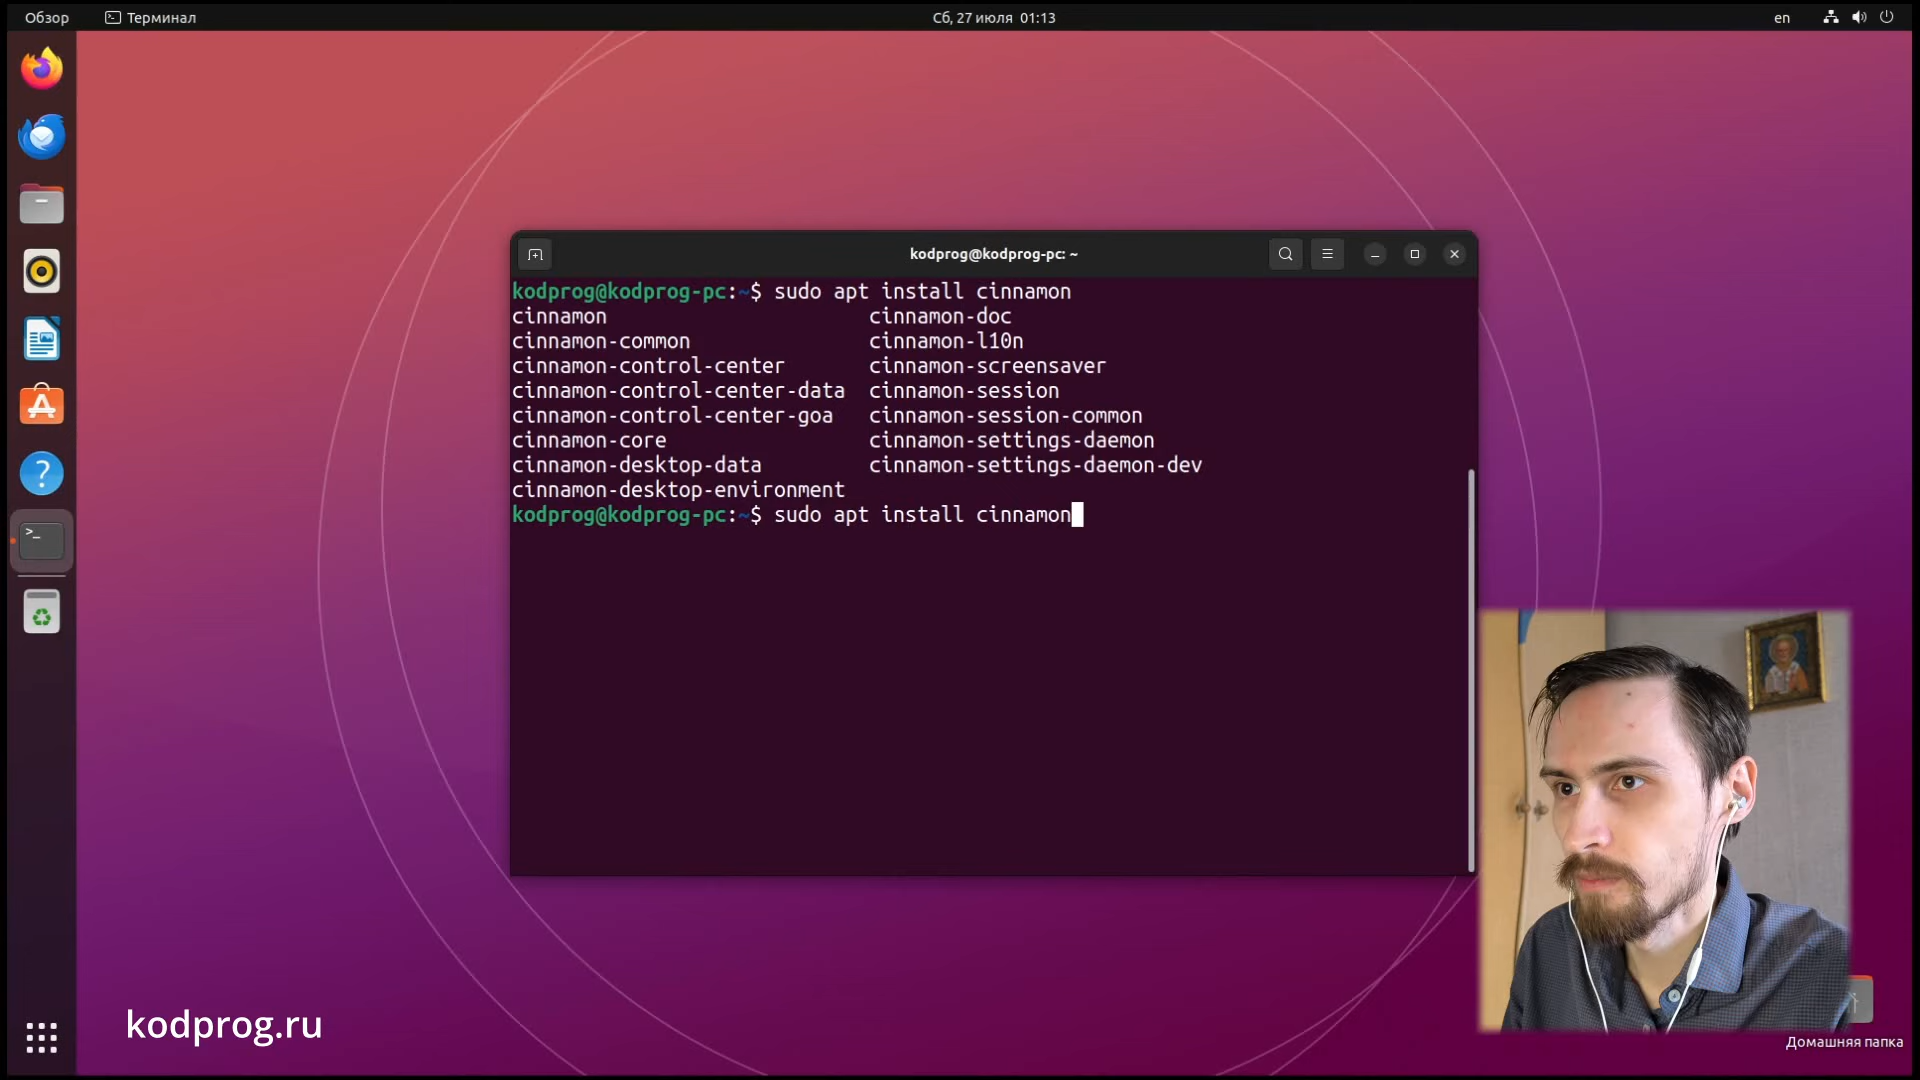 Обзор Терминал Сб, 27 июля 01:13 en
kodprog@kodprog-pc: ~
kodprog@kodprog-pc:~$ sudo apt install cinnamon
cinnamon cinnamon-doc
cinnamon-common cinnamon-l10n
cinnamon-control-center cinnamon-screensaver
cinnamon-control-center-data cinnamon-session
cinnamon-control-center-goa cinnamon-session-common
cinnamon-core cinnamon-settings-daemon
cinnamon-desktop-data cinnamon-settings-daemon-dev
cinnamon-desktop-environment
kodprog@kodprog-pc:~$ sudo apt install cinnamon
kodprog.ru
Домашняя папка